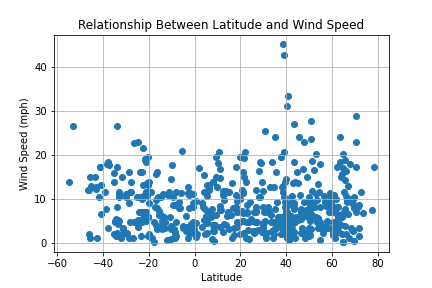 Relationship Between Latitude and Wind Speed
Wind Speed (mph)
40
30
20
10
0
−60 −40 −20 0 20 40 60 80
Latitude